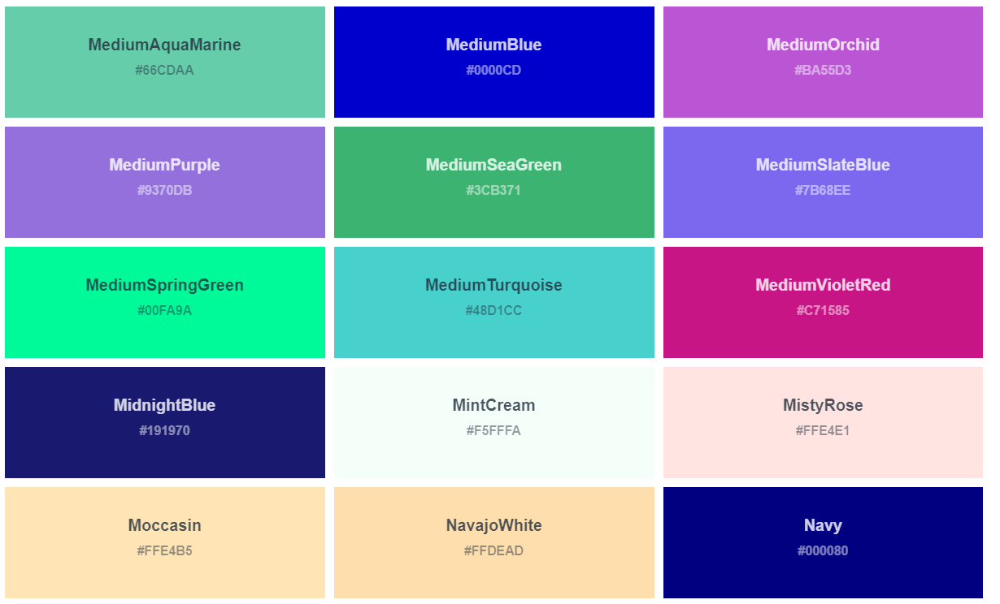 MediumAquaMarine
#66CDAA
MediumBlue
#0000CD
MediumOrchid
#BA55D3
MediumPurple
#9370DB
MediumSeaGreen
#3CB371
MediumSlateBlue
#7B68EE
MediumSpringGreen
#00FA9A
MediumTurquoise
#48D1CC
MediumVioletRed
#C71585
MidnightBlue
#191970
MintCream
#F5FFFA
MistyRose
#FFE4E1
Moccasin
#FFE4B5
NavajoWhite
#FFDEAD
Navy
#000080